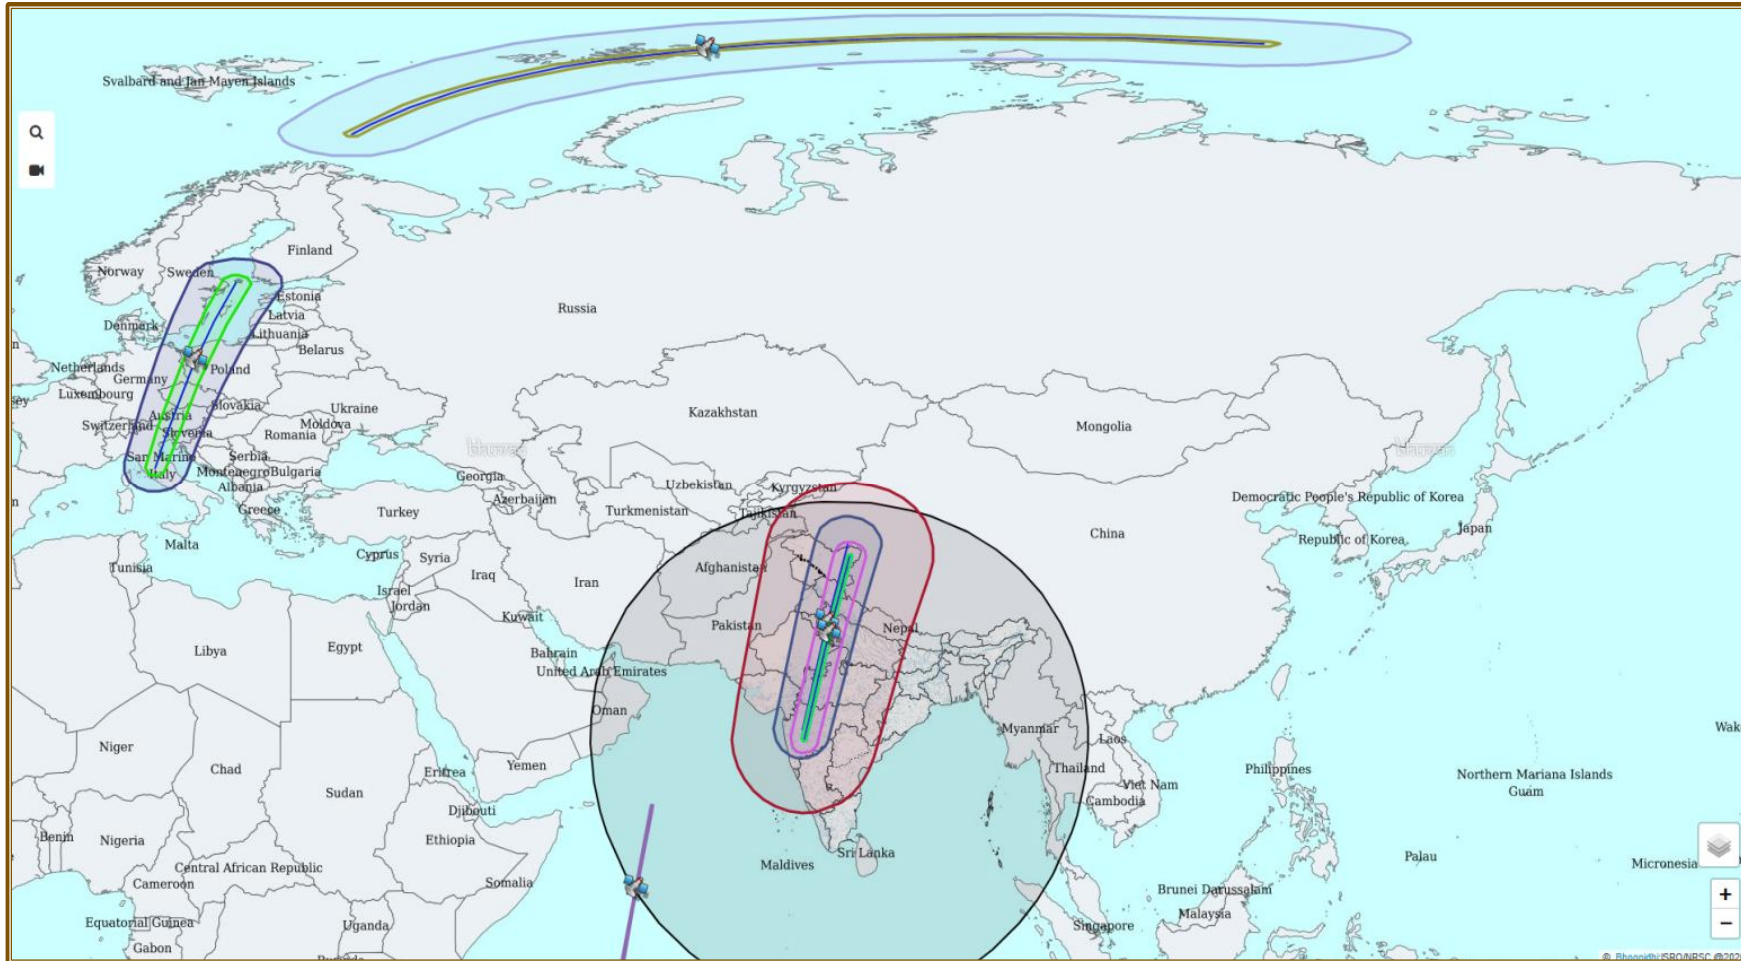 Svalbard and Jan Mayen Islands
Finland
Norway
Sweden
Estonia
Russia
Latvia
Denmark
Lithuania
Belarus
Netherlands
Poland
Germany
Luxembourg
Slovakia
Ukraine
Kazakhstan
Austria
Switzerland
Moldova
Mongolia
Slovenia
Romania
San Marino
Serbia
Italy
Montenegro
Bulgaria
Georgia
Albania
Uzbekistan
Kyrgyzstan
Azerbaijan
Democratic People's Republic of Korea
Greece
Turkey
Turkmenistan
Tajikistan
China
Japan
Republic of Korea
Malta
Cyprus
Syria
Tunisia
Iraq
Iran
Afghanistan
Israel
Jordan
Kuwait
Pakistan
Nepal
Libya
Egypt
Bahrain
United Arab Emirates
Oman
Niger
Myanmar
Laos
Chad
Eritrea
Yemen
Thailand
Philippines
Northern Mariana Islands
Sudan
Viet Nam
Guam
Cambodia
Djibouti
Benin
Nigeria
Ethiopia
Sri Lanka
Palau
Maldives
Micronesia
Central African Republic
Cameroon
Somalia
Brunei Darussalam
Malaysia
Equatorial Guinea
Uganda
Singapore
Gabon
+
−